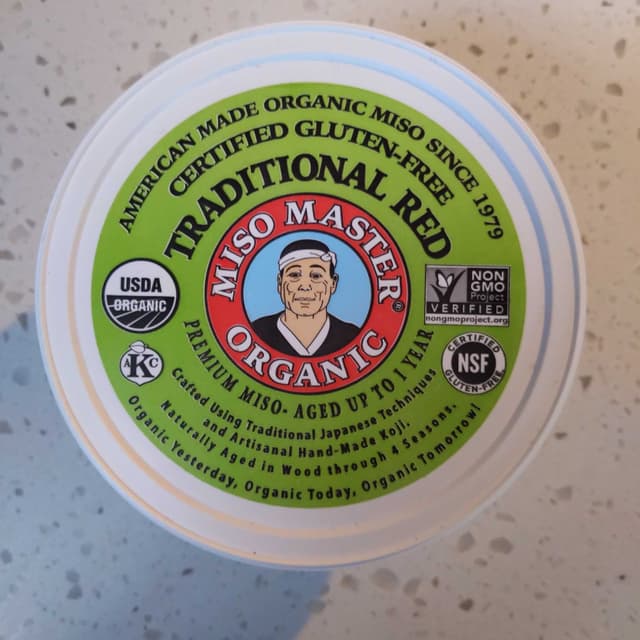 AMERICAN MADE ORGANIC MISO SINCE 1979
CERTIFIED GLUTEN-FREE
TRADITIONAL RED
MISO MASTER®
ORGANIC
USDA
ORGANIC
AKC
NON
GMO
Project
VERIFIED
nongmoproject.org
CERTIFIED
NSF
GLUTEN-FREE
PREMIUM MISO- AGED UP TO 1 YEAR
Crafted Using Traditional Japanese Techniques
and Artisanal Hand-Made Koji.
Naturally Aged in Wood through 4 Seasons.
Organic Yesterday, Organic Today, Organic Tomorrow!